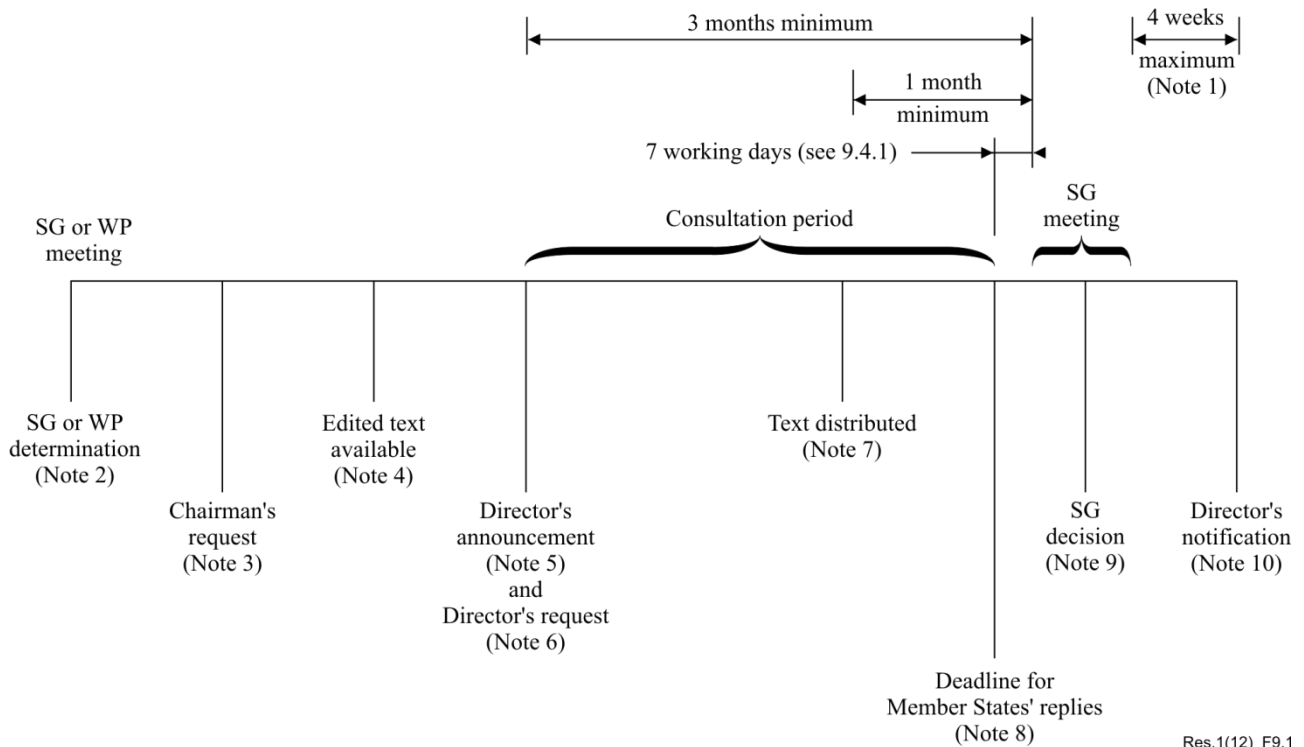 3 months minimum
4 weeks
maximum
(Note 1)
1 month
minimum
7 working days (see 9.4.1)
SG or WP
meeting
Consultation period
SG
meeting
SG or WP
determination
(Note 2)
Chairman's
request
(Note 3)
Edited text
available
(Note 4)
Director's
announcement
(Note 5)
and
Director's request
(Note 6)
Text distributed
(Note 7)
Deadline for
Member States' replies
(Note 8)
SG
decision
(Note 9)
Director's
notification
(Note 10)
Res.1(12)_F9.1